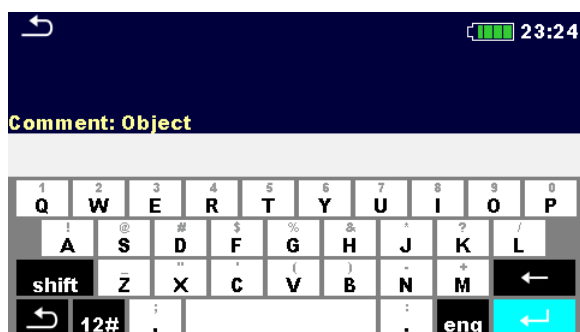 23:24
Comment: Object
1 2 3 4 5 6 7 8 9 0
Q W E R T Y U I O P
! @ # $ % & * ? /
A S D F G H J K L
_ " ' ( ) - +
shift Z X C V B N M ←
; :
12# . . eng